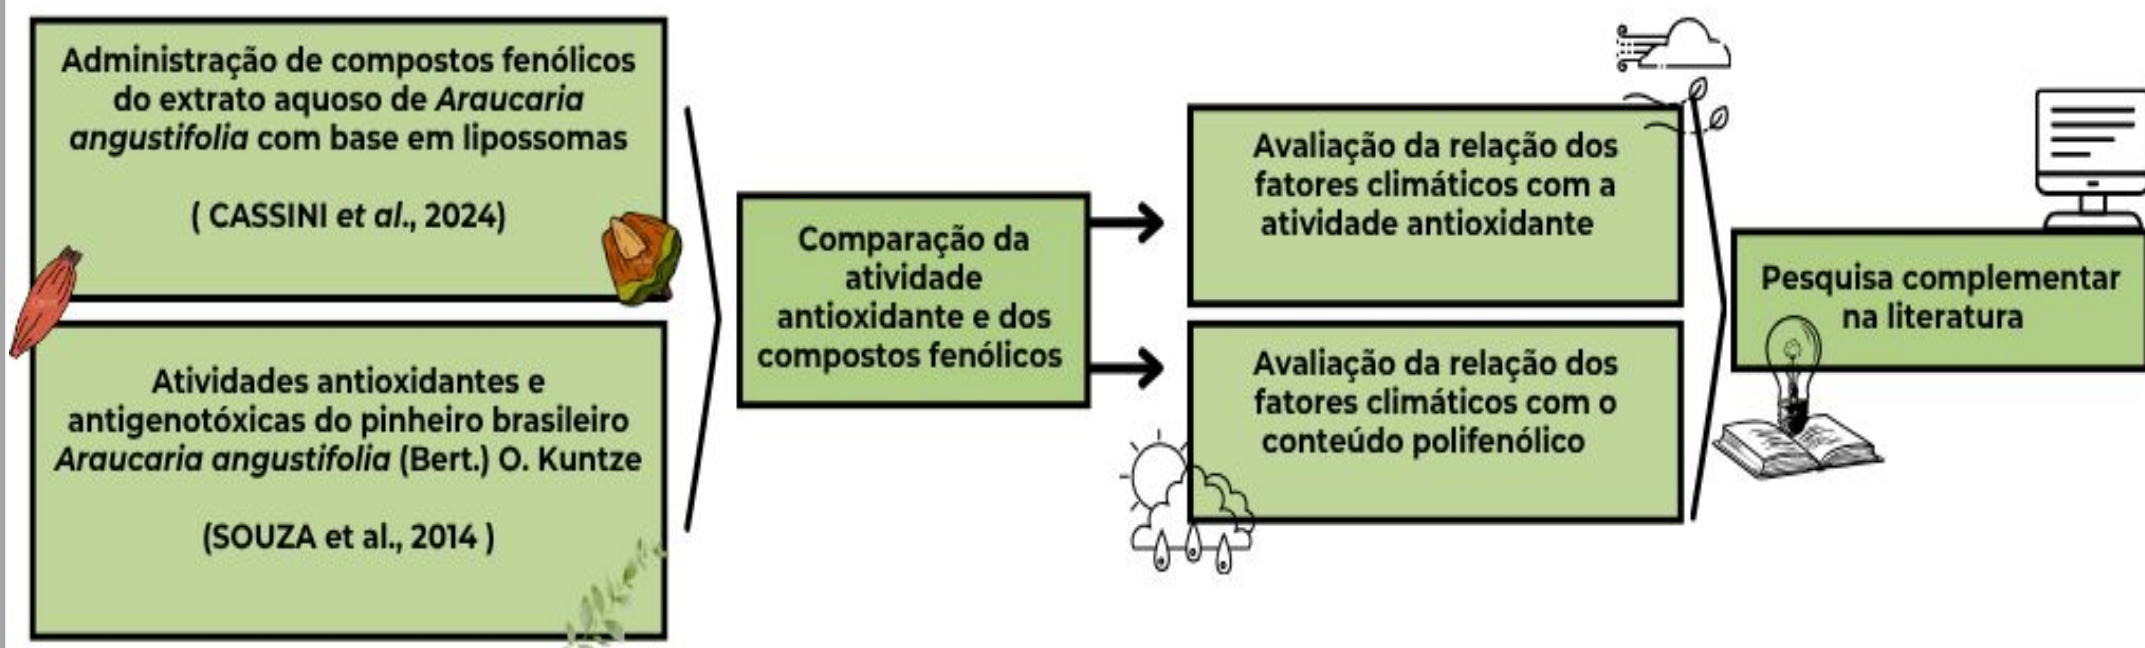 Administração de compostos fenólicos
do extrato aquoso de Araucaria
angustifolia com base em lipossomas
( CASSINI et al., 2024)
Atividades antioxidantes e
antigenotóxicas do pinheiro brasileiro
Araucaria angustifolia (Bert.) O. Kuntze
(SOUZA et al., 2014 )
Comparação da
atividade
antioxidante e dos
compostos fenólicos
Avaliação da relação dos
fatores climáticos com a
atividade antioxidante
Avaliação da relação dos
fatores climáticos com o
conteúdo polifenólico
Pesquisa complementar
na literatura